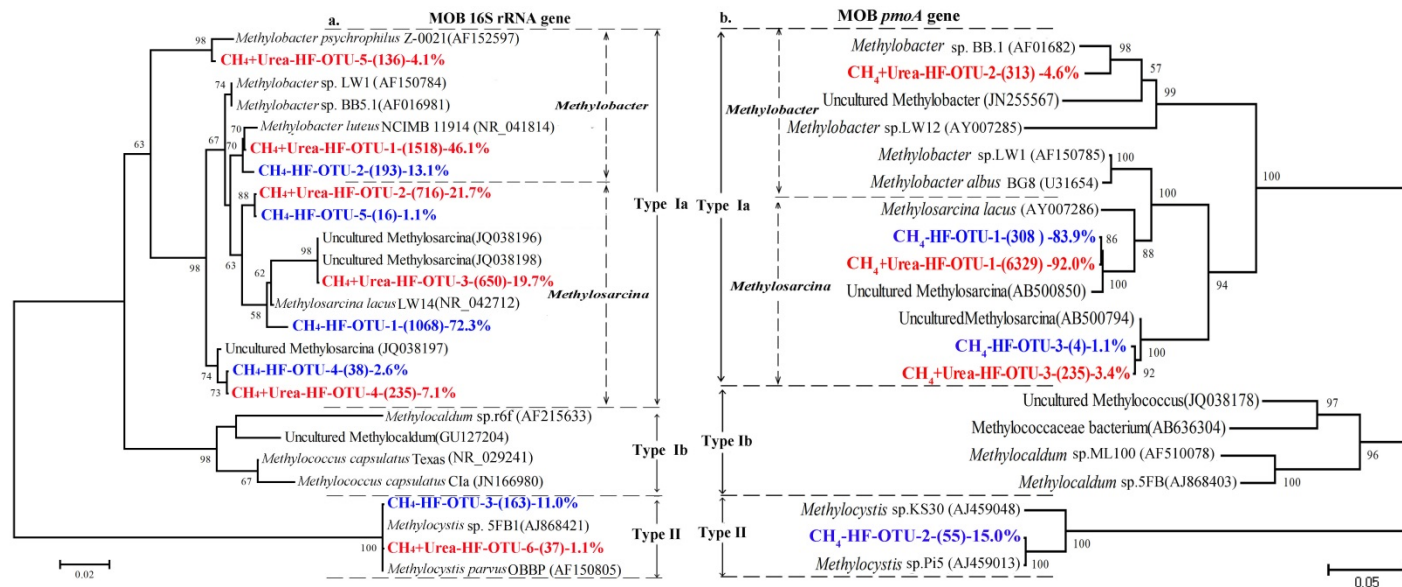 a.
MOB 16S rRNA gene
98
Methylobacter psychrophilus Z-0021(AF152597)
CH₄+Urea-HF-OTU-5-(136)-4.1%
74
Methylobacter sp. LW1 (AF150784)
Methylobacter sp. BB5.1(AF016981)
Methylobacter
63
67
70
Methylobacter luteus NCIMB 11914 (NR_041814)
70
CH₄+Urea-HF-OTU-1-(1518)-46.1%
CH₄-HF-OTU-2-(193)-13.1%
88
CH₄+Urea-HF-OTU-2-(716)-21.7%
CH₄-HF-OTU-5-(16)-1.1%
Type Ia
Uncultured Methylosarcina(JQ038196)
98
63
98
Uncultured Methylosarcina(JQ038198)
62
CH₄+Urea-HF-OTU-3-(650)-19.7%
Methylosarcina
Methylosarcina lacus LW14(NR_042712)
58
CH₄-HF-OTU-1-(1068)-72.3%
Uncultured Methylosarcina (JQ038197)
74
CH₄-HF-OTU-4-(38)-2.6%
73
CH₄+Urea-HF-OTU-4-(235)-7.1%
Methylocaldum sp.r6f (AF215633)
Uncultured Methylocaldum(GU127204)
Type Ib
98
Methylococcus capsulatus Texas (NR_029241)
67
Methylococcus capsulatus CIa (JN166980)
CH₄-HF-OTU-3-(163)-11.0%
Methylocystis sp. 5FB1(AJ868421)
Type II
100
CH₄+Urea-HF-OTU-6-(37)-1.1%
Methylocystis parvus OBBP (AF150805)
0.02
b.
MOB pmoA gene
Methylobacter sp. BB.1 (AF01682)
98
CH₄+Urea-HF-OTU-2-(313) -4.6%
57
Uncultured Methylobacter (JN255567)
99
Methylobacter
Methylobacter sp.LW12 (AY007285)
Methylobacter sp.LW1 (AF150785)
100
Methylobacter albus BG8 (U31654)
100
100
Methylosarcina lacus (AY007286)
Type Ia
CH₄-HF-OTU-1-(308 ) -83.9%
86
88
CH₄+Urea-HF-OTU-1-(6329) -92.0%
100
94
Methylosarcina
Uncultured Methylosarcina(AB500850)
UnculturedMethylosarcina(AB500794)
CH₄-HF-OTU-3-(4)-1.1%
100
CH₄+Urea-HF-OTU-3-(235)-3.4%
92
Uncultured Methylococcus(JQ038178)
97
Methylococcaceae bacterium(AB636304)
Type Ib
96
Methylocaldum sp.ML100 (AF510078)
Methylocaldum sp.5FB(AJ868403)
100
Methylocystis sp.KS30 (AJ459048)
Type II
CH₄-HF-OTU-2-(55)-15.0%
100
Methylocystis sp.Pi5 (AJ459013)
100
0.05